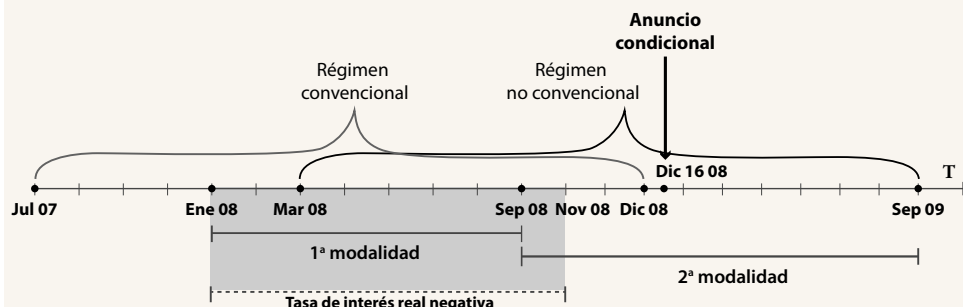 Anuncio
condicional
Régimen
convencional
Régimen
no convencional
Dic 16 08
T
Jul 07
Ene 08
Mar 08
Sep 08
Nov 08
Dic 08
Sep 09
1ª modalidad
2ª modalidad
Tasa de interés real negativa